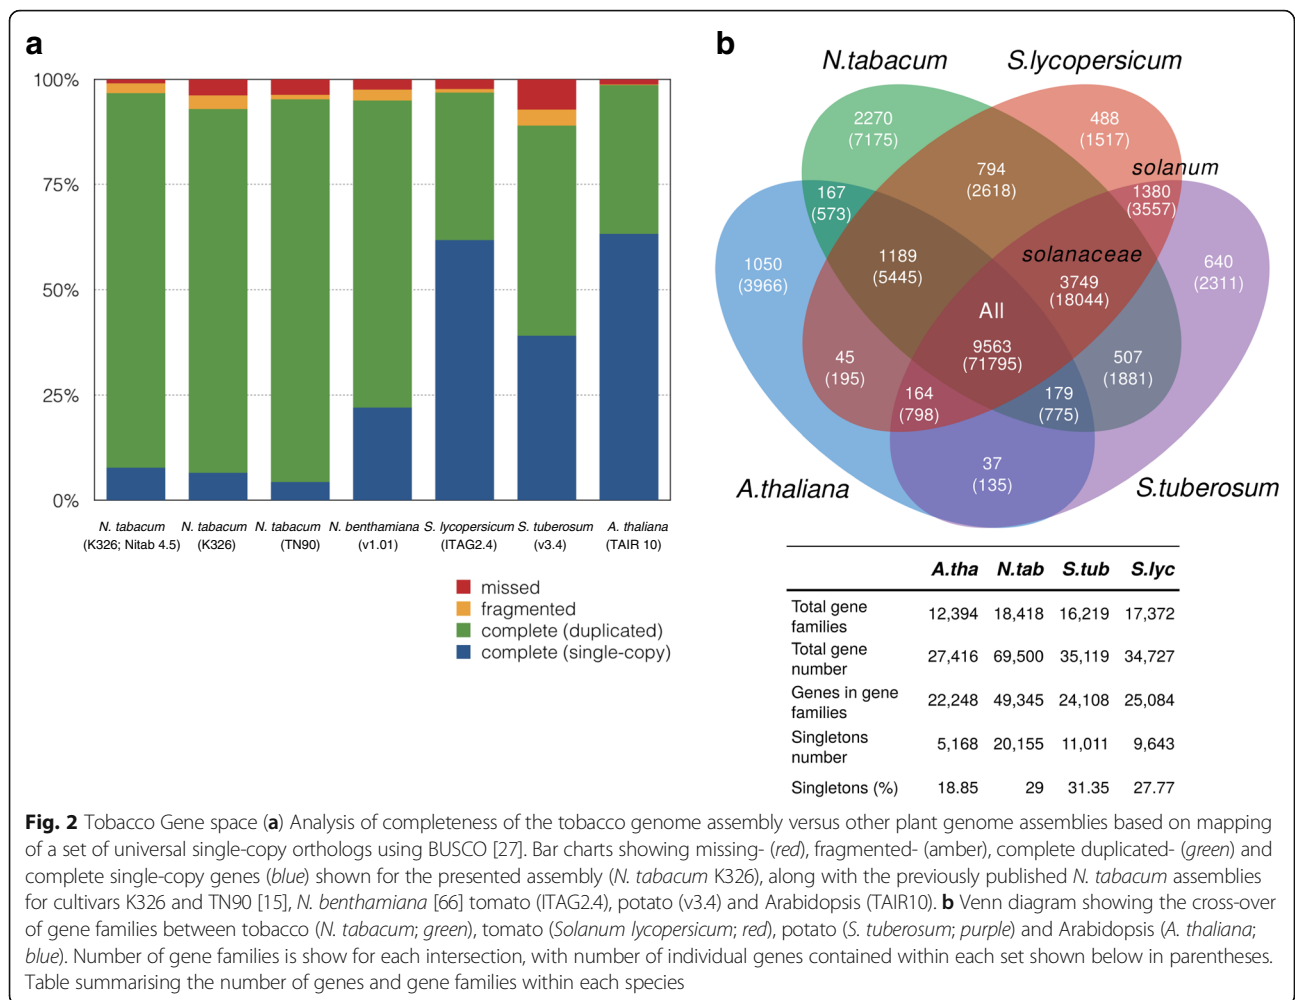 a
100%
75%
50%
25%
0%
N. tabacum
(K326; Nitab 4.5)
N. tabacum
(K326)
N. tabacum
(TN90)
N. benthamiana
(v1.01)
S. lycopersicum
(ITAG2.4)
S. tuberosum
(v3.4)
A. thaliana
(TAIR 10)
missed
fragmented
complete (duplicated)
complete (single-copy)
b
N.tabacum
S.lycopersicum
2270
(7175)
488
(1517)
794
(2618)
solanum
1380
(3557)
167
(573)
1050
(3966)
1189
(5445)
solanaceae
3749
(18044)
640
(2311)
All
9563
(71795)
45
(195)
507
(1881)
164
(798)
179
(775)
37
(135)
A.thaliana
S.tuberosum
A.tha N.tab S.tub S.lyc
Total gene
families 12,394 18,418 16,219 17,372
Total gene
number 27,416 69,500 35,119 34,727
Genes in gene
families 22,248 49,345 24,108 25,084
Singletons
number 5,168 20,155 11,011 9,643
Singletons (%) 18.85 29 31.35 27.77
Fig. 2 Tobacco Gene space (a) Analysis of completeness of the tobacco genome assembly versus other plant genome assemblies based on mapping
of a set of universal single-copy orthologs using BUSCO [27]. Bar charts showing missing- (red), fragmented- (amber), complete duplicated- (green) and
complete single-copy genes (blue) shown for the presented assembly (N. tabacum K326), along with the previously published N. tabacum assemblies
for cultivars K326 and TN90 [15], N. benthamiana [66] tomato (ITAG2.4), potato (v3.4) and Arabidopsis (TAIR10). b Venn diagram showing the cross-over
of gene families between tobacco (N. tabacum; green), tomato (Solanum lycopersicum; red), potato (S. tuberosum; purple) and Arabidopsis (A. thaliana;
blue). Number of gene families is show for each intersection, with number of individual genes contained within each set shown below in parentheses.
Table summarising the number of genes and gene families within each species